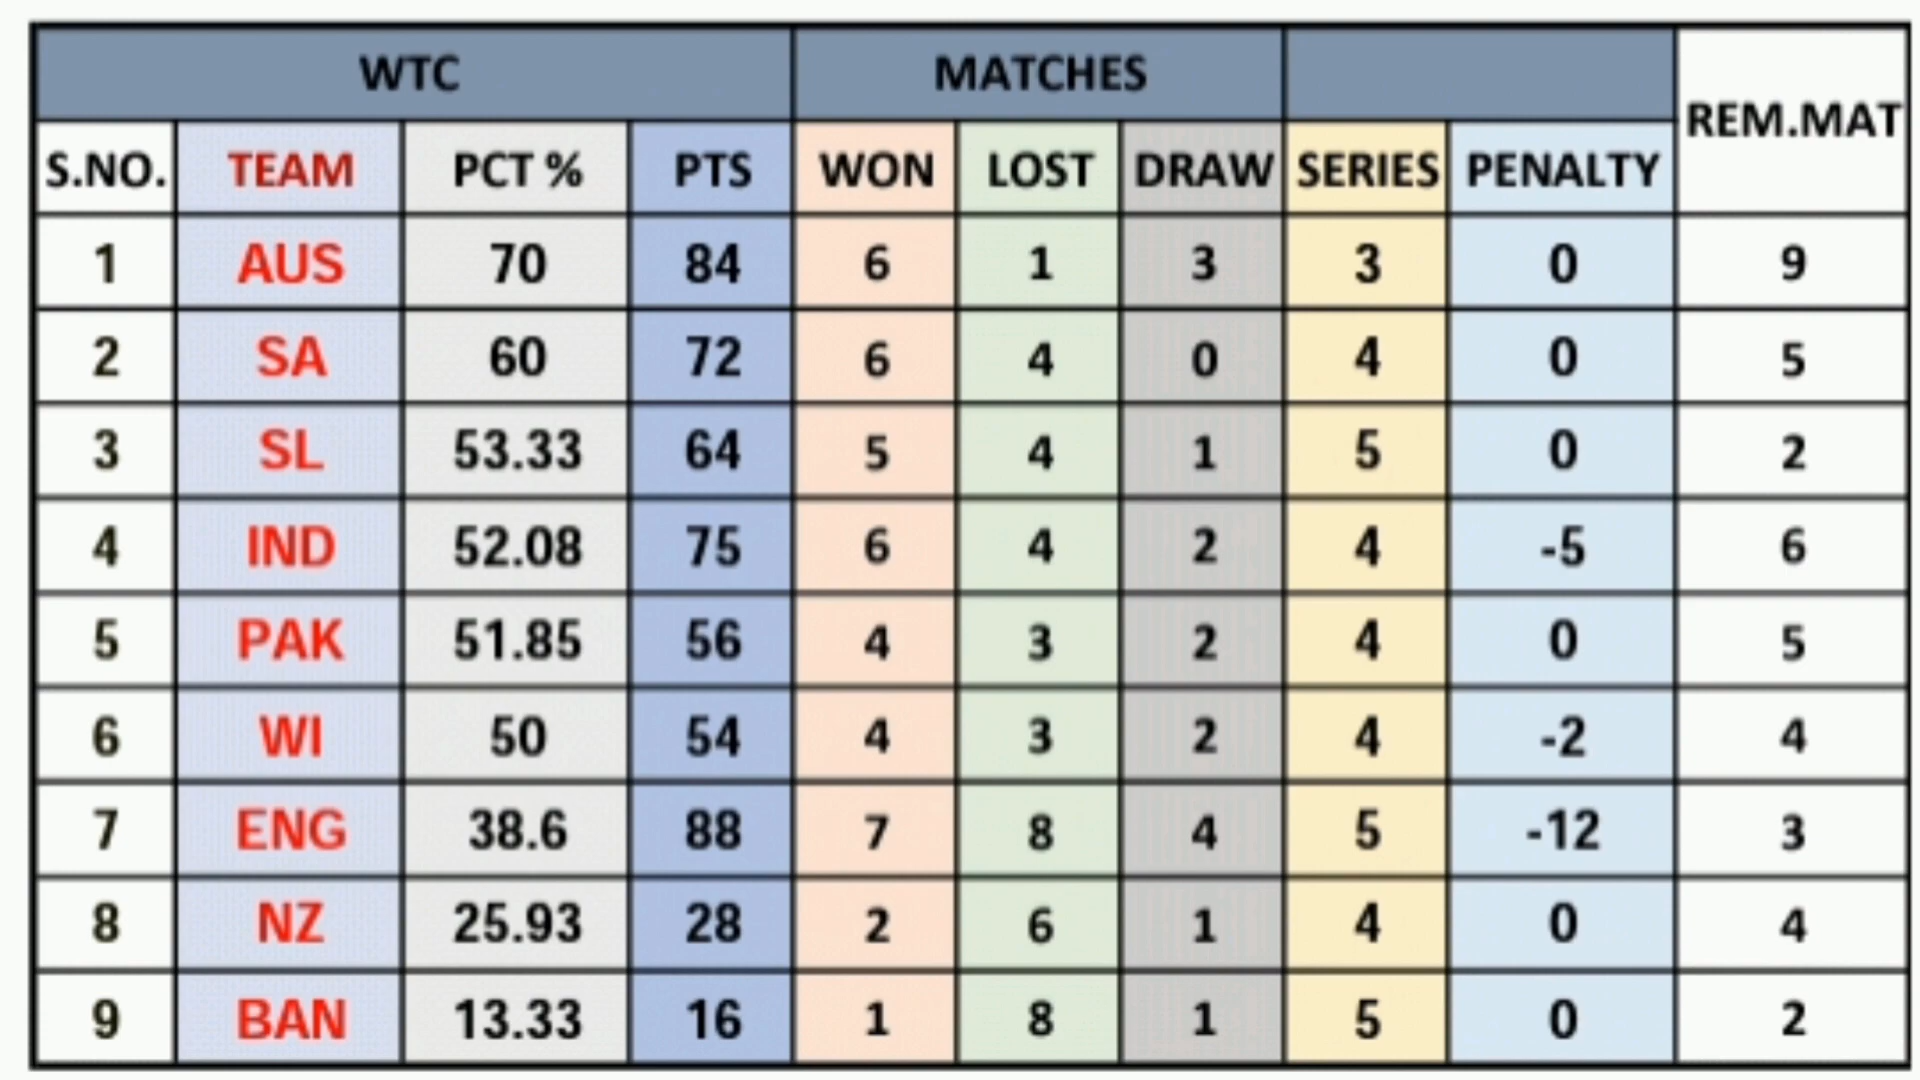 WTC MATCHES REM.MAT
S.NO. TEAM PCT % PTS WON LOST DRAW SERIES PENALTY
1 AUS 70 84 6 1 3 3 0 9
2 SA 60 72 6 4 0 4 0 5
3 SL 53.33 64 5 4 1 5 0 2
4 IND 52.08 75 6 4 2 4 -5 6
5 PAK 51.85 56 4 3 2 4 0 5
6 WI 50 54 4 3 2 4 -2 4
7 ENG 38.6 88 7 8 4 5 -12 3
8 NZ 25.93 28 2 6 1 4 0 4
9 BAN 13.33 16 1 8 1 5 0 2